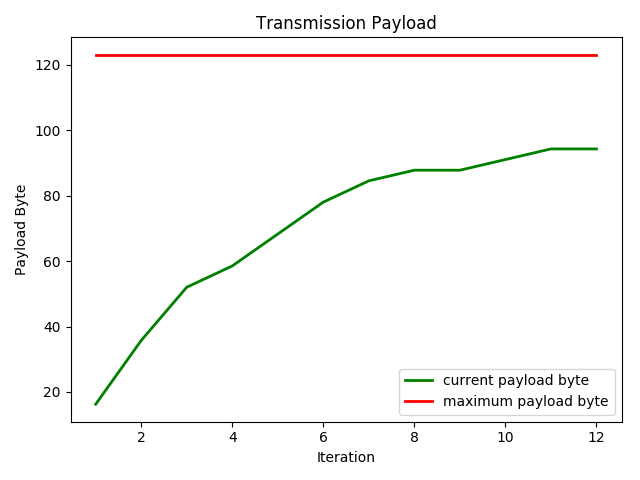 Transmission Payload
Payload Byte
120
100
80
60
40
20
2
4
6
8
10
12
Iteration
current payload byte
maximum payload byte